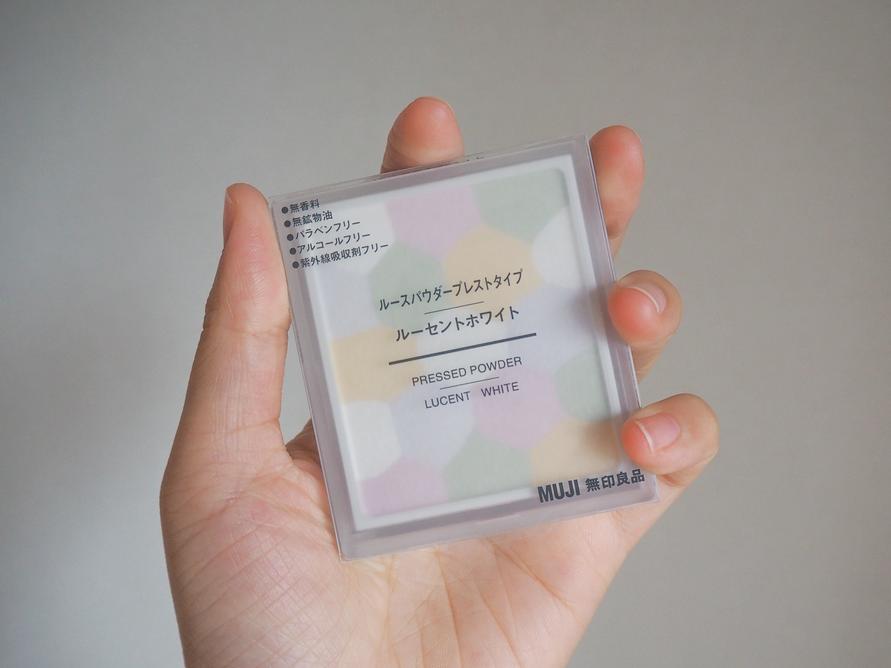 ●無香料
●無鉱物油
●パラベンフリー
●アルコールフリー
●紫外線吸収剤フリー
ルースパウダープレストタイプ
ルーセントホワイト
PRESSED POWDER
LUCENT WHITE
MUJI 無印良品